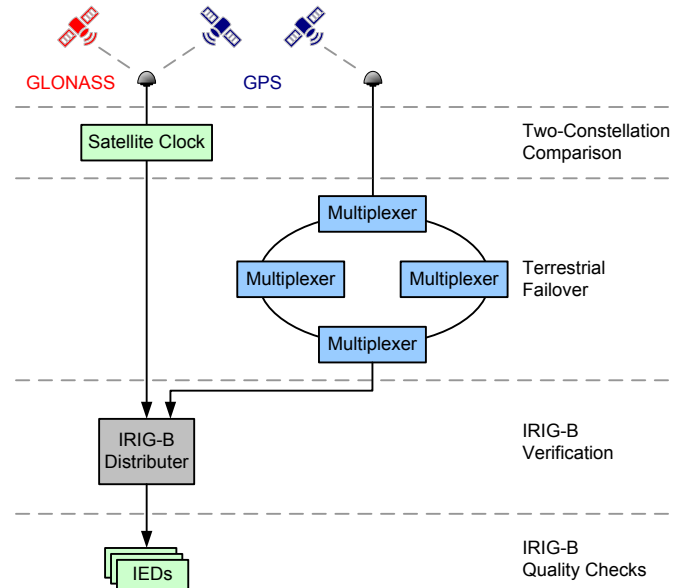 GLONASS
GPS
Satellite Clock
Two-Constellation
Comparison
Multiplexer
Multiplexer
Multiplexer
Terrestrial
Failover
Multiplexer
IRIG-B
Distributer
IRIG-B
Verification
IEDs
IRIG-B
Quality Checks